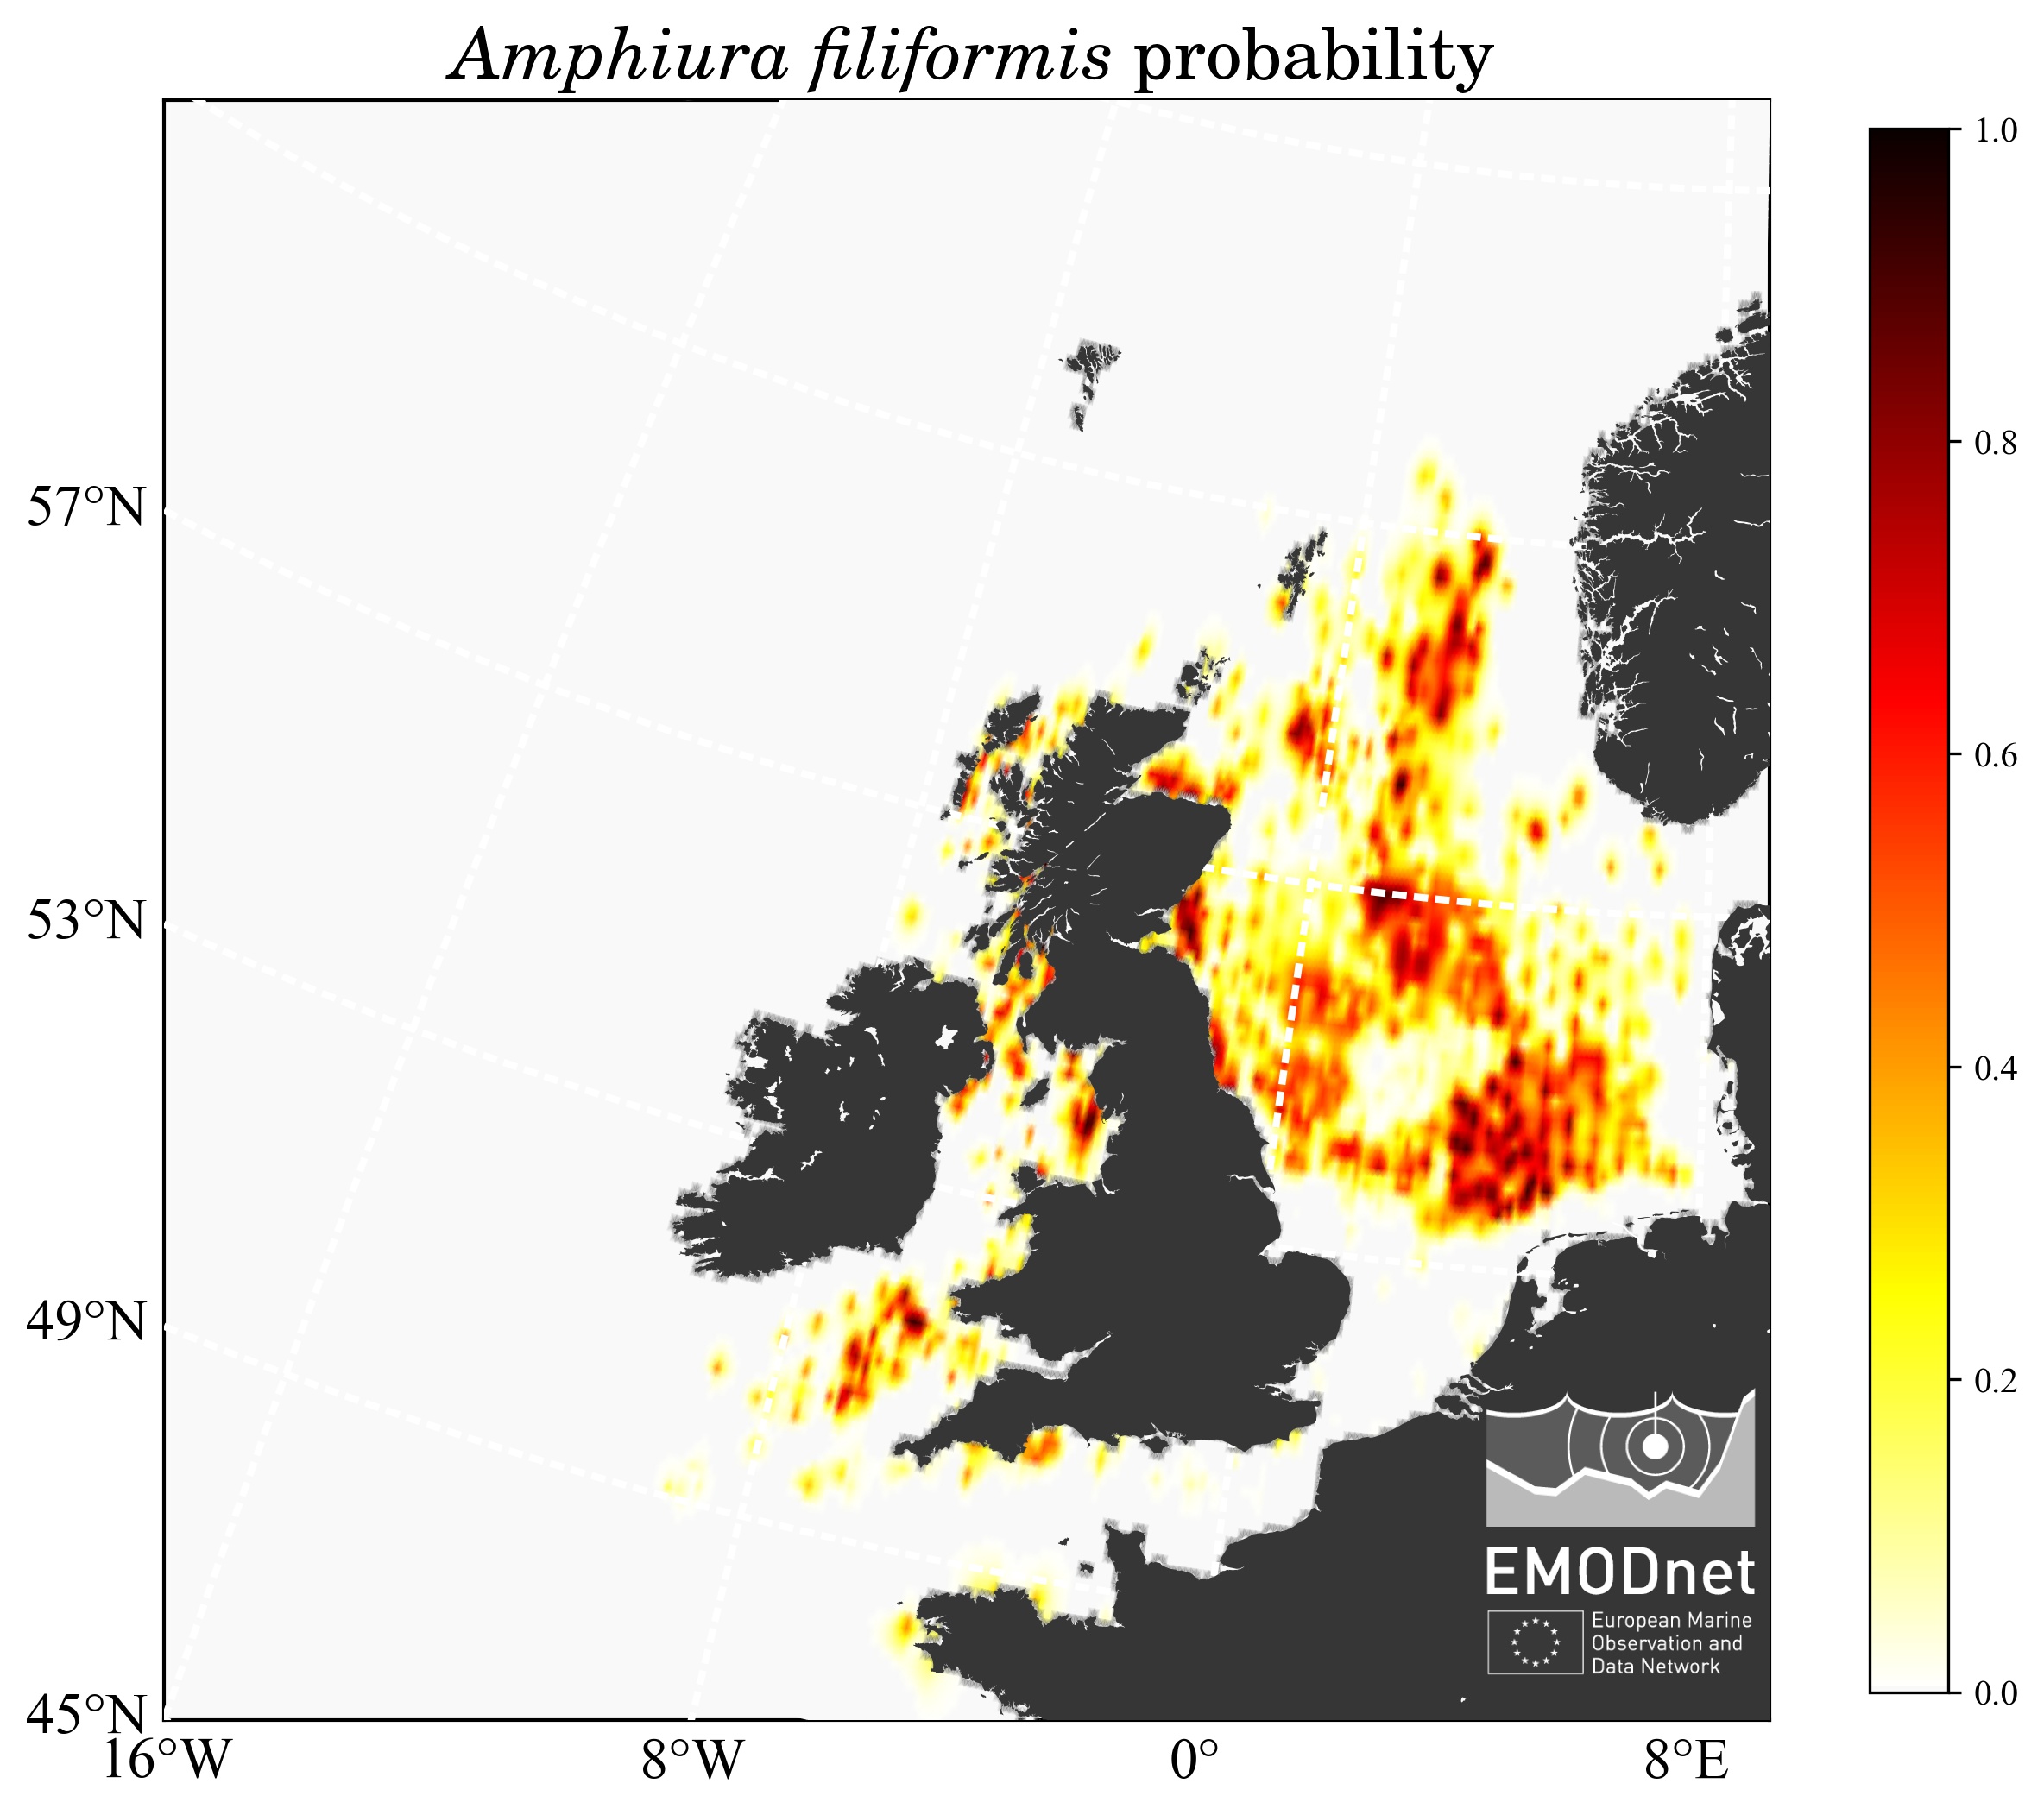 Amphiura filiformis probability
1.0
0.8
0.6
0.4
0.2
0.0
57°N
53°N
49°N
45°N
16°W
8°W
0°
8°E
EMODnet
European Marine
Observation and
Data Network